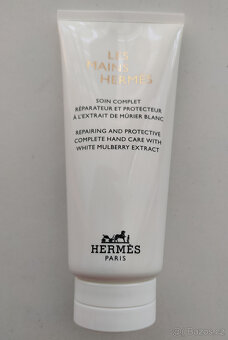 LES
MAINS
HERMÈS
SOIN COMPLET
RÉPARATEUR ET PROTECTEUR
À L'EXTRAIT DE MÛRIER BLANC
REPAIRING AND PROTECTIVE
COMPLETE HAND CARE WITH
WHITE MULBERRY EXTRACT
HERMÈS
PARIS